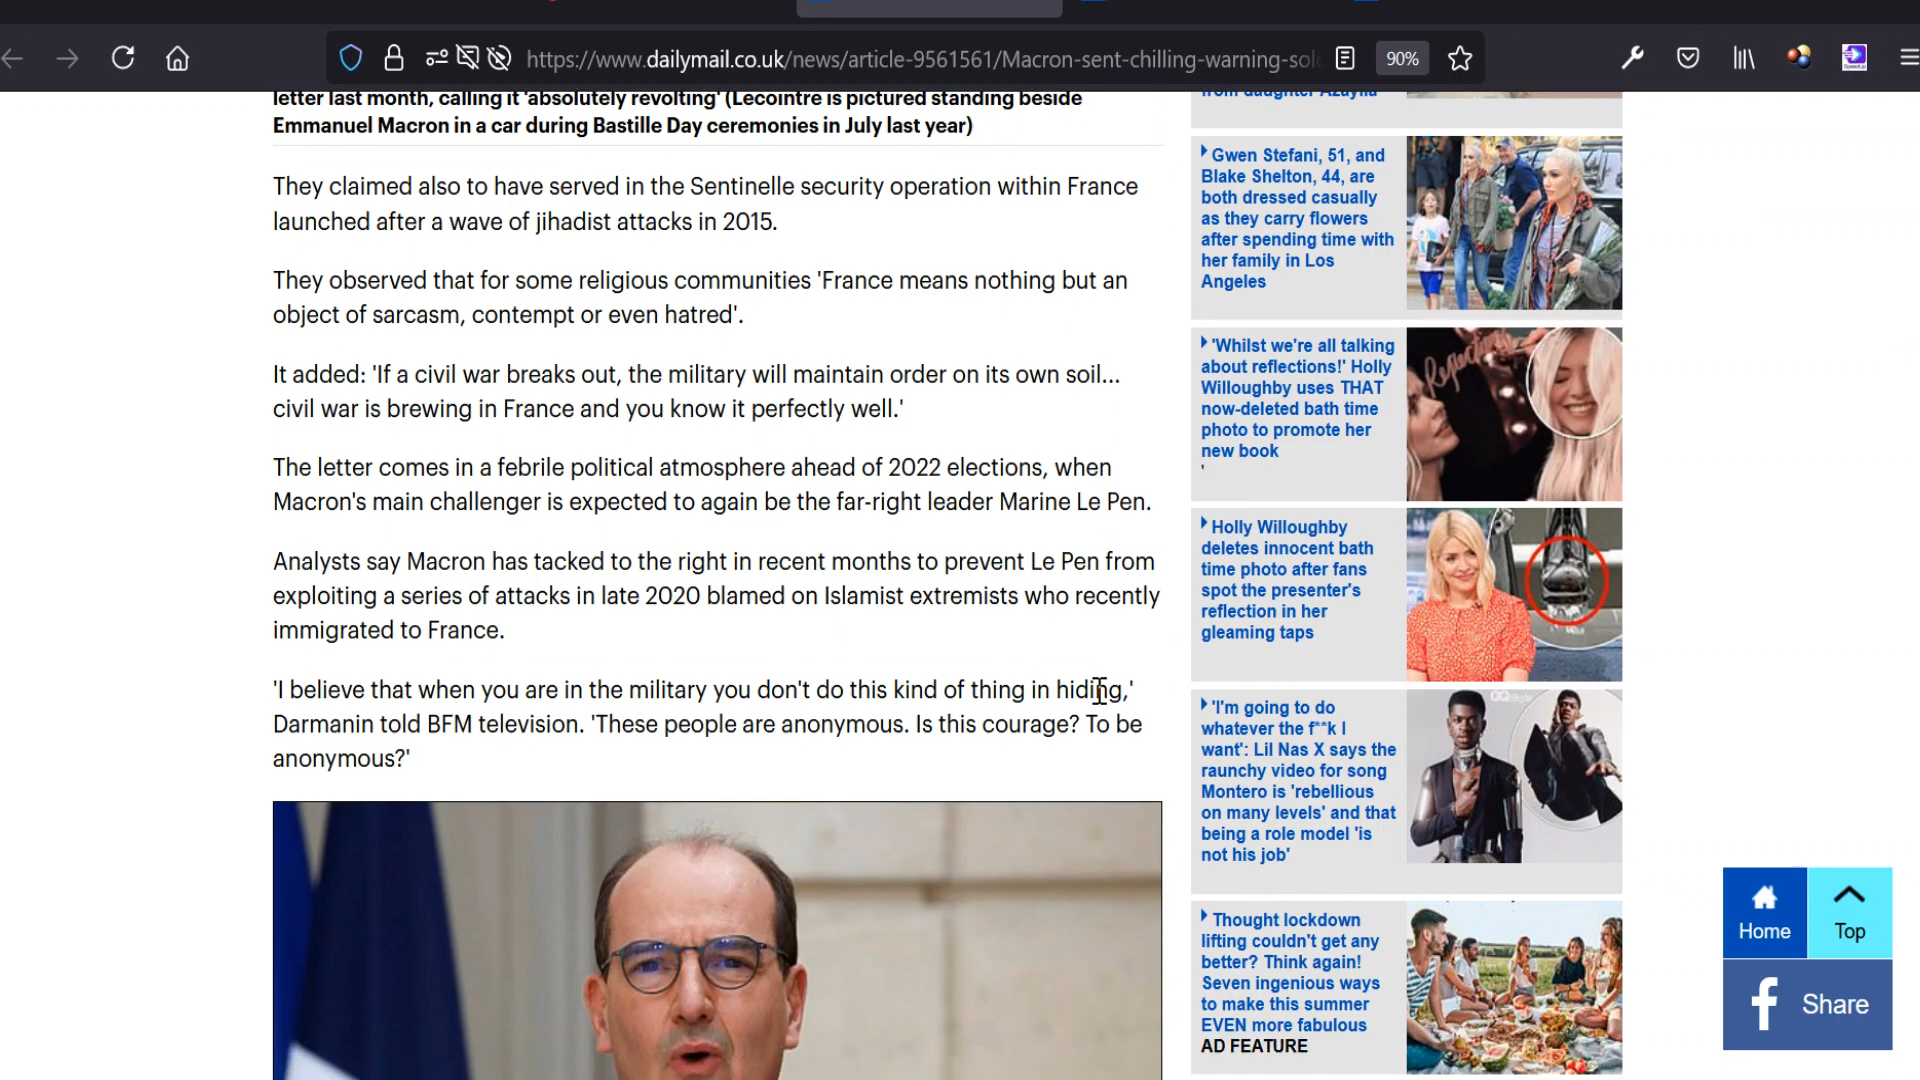 https://www.dailymail.co.uk/news/article-9561561/Macron-sent-chilling-warning-sol
90%
letter last month, calling it 'absolutely revolting' (Lecointre is pictured standing beside
Emmanuel Macron in a car during Bastille Day ceremonies in July last year)
They claimed also to have served in the Sentinelle security operation within France
launched after a wave of jihadist attacks in 2015.
They observed that for some religious communities 'France means nothing but an
object of sarcasm, contempt or even hatred'.
It added: 'If a civil war breaks out, the military will maintain order on its own soil...
civil war is brewing in France and you know it perfectly well.'
The letter comes in a febrile political atmosphere ahead of 2022 elections, when
Macron's main challenger is expected to again be the far-right leader Marine Le Pen.
Analysts say Macron has tacked to the right in recent months to prevent Le Pen from
exploiting a series of attacks in late 2020 blamed on Islamist extremists who recently
immigrated to France.
'I believe that when you are in the military you don't do this kind of thing in hiding,'
Darmanin told BFM television. 'These people are anonymous. Is this courage? To be
anonymous?'
from daughter Azaylia
Gwen Stefani, 51, and
Blake Shelton, 44, are
both dressed casually
as they carry flowers
after spending time with
her family in Los
Angeles
'Whilst we're all talking
about reflections!' Holly
Willoughby uses THAT
now-deleted bath time
photo to promote her
new book
'
Reflections
Holly Willoughby
deletes innocent bath
time photo after fans
spot the presenter's
reflection in her
gleaming taps
'I'm going to do
whatever the f**k I
want': Lil Nas X says the
raunchy video for song
Montero is 'rebellious
on many levels' and that
being a role model 'is
not his job'
Thought lockdown
lifting couldn't get any
better? Think again!
Seven ingenious ways
to make this summer
EVEN more fabulous
AD FEATURE
Home
Top
Share